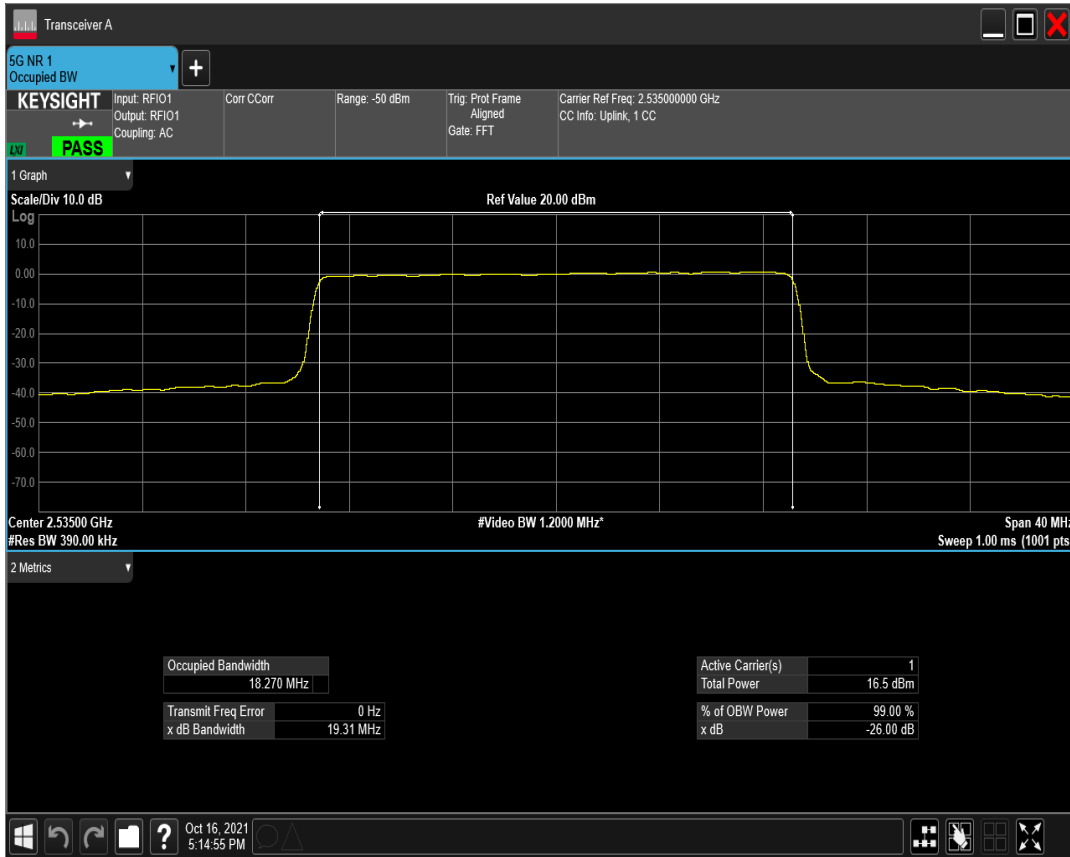 Transceiver A
5G NR 1
Occupied BW
KEYSIGHT
LXI
PASS
Input: RFIO1
Output: RFIO1
Coupling: AC
Corr CCorr
Range: -50 dBm
Trig: Prot Frame
Aligned
Gate: FFT
Carrier Ref Freq: 2.535000000 GHz
CC Info: Uplink, 1 CC
1 Graph
Scale/Div 10.0 dB
Ref Value 20.00 dBm
Log
10.0
0.00
-10.0
-20.0
-30.0
-40.0
-50.0
-60.0
-70.0
Center 2.53500 GHz
#Video BW 1.2000 MHz*
Span 40 MHz
#Res BW 390.00 kHz
Sweep 1.00 ms (1001 pts
2 Metrics
Occupied Bandwidth
18.270 MHz
Transmit Freq Error 0 Hz
x dB Bandwidth 19.31 MHz
Active Carrier(s) 1
Total Power 16.5 dBm
% of OBW Power 99.00 %
x dB -26.00 dB
?
Oct 16, 2021
5:14:55 PM